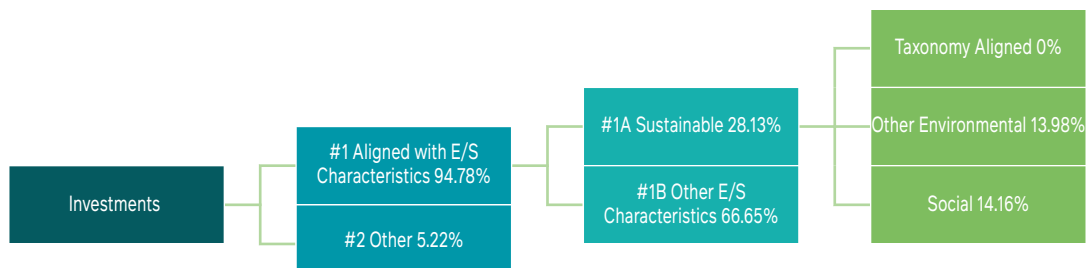 Investments
#1 Aligned with E/S
Characteristics 94.78%
#2 Other 5.22%
#1A Sustainable 28.13%
#1B Other E/S
Characteristics 66.65%
Taxonomy Aligned 0%
Other Environmental 13.98%
Social 14.16%